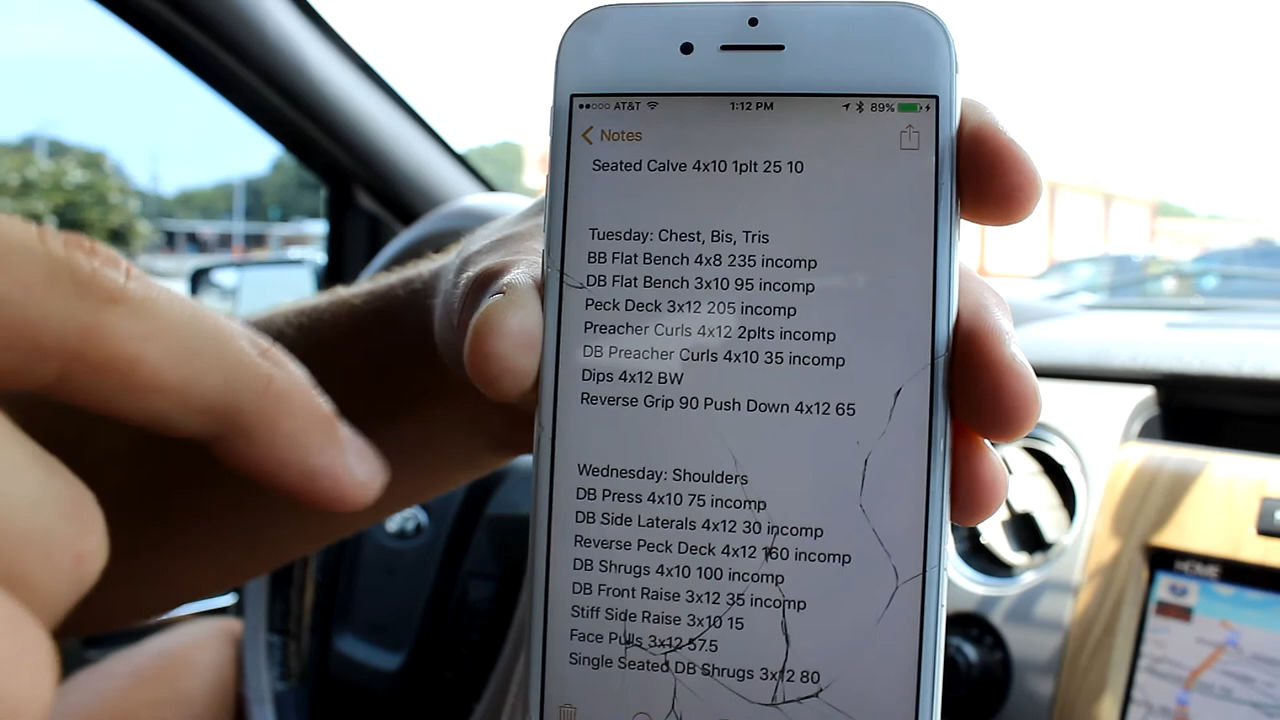 AT&T 1:12 PM 89%
Notes
Seated Calve 4x10 1plt 25 10
Tuesday: Chest, Bis, Tris
BB Flat Bench 4x8 235 incomp
DB Flat Bench 3x10 95 incomp
Peck Deck 3x12 205 incomp
Preacher Curls 4x12 2plts incomp
DB Preacher Curls 4x10 35 incomp
Dips 4x12 BW
Reverse Grip 90 Push Down 4x12 65
Wednesday: Shoulders
DB Press 4x10 75 incomp
DB Side Laterals 4x12 30 incomp
Reverse Peck Deck 4x12 160 incomp
DB Shrugs 4x10 100 incomp
DB Front Raise 3x12 35 incomp
Stiff Side Raise 3x10 15
Face Pulls 3x12 57.5
Single Seated DB Shrugs 3x12 80
HOME